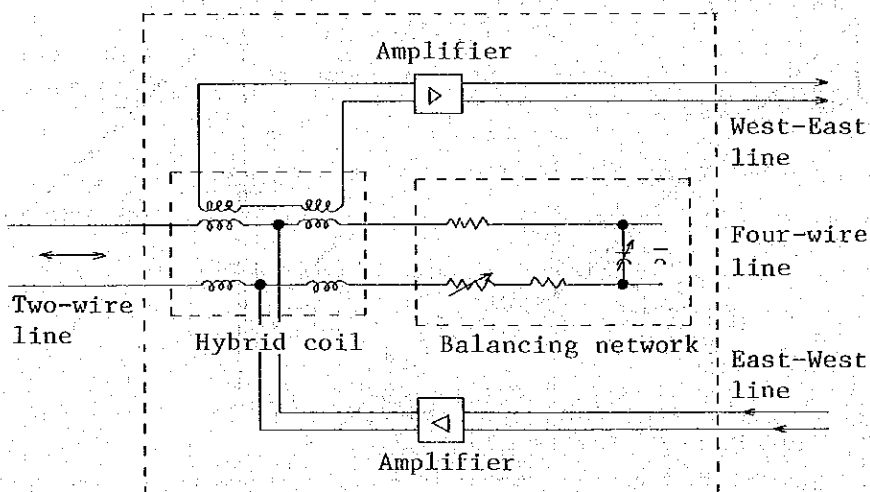 Amplifier
West-East
line
Four-wire
line
Two-wire
line
Hybrid coil
Balancing network
East-West
line
Amplifier